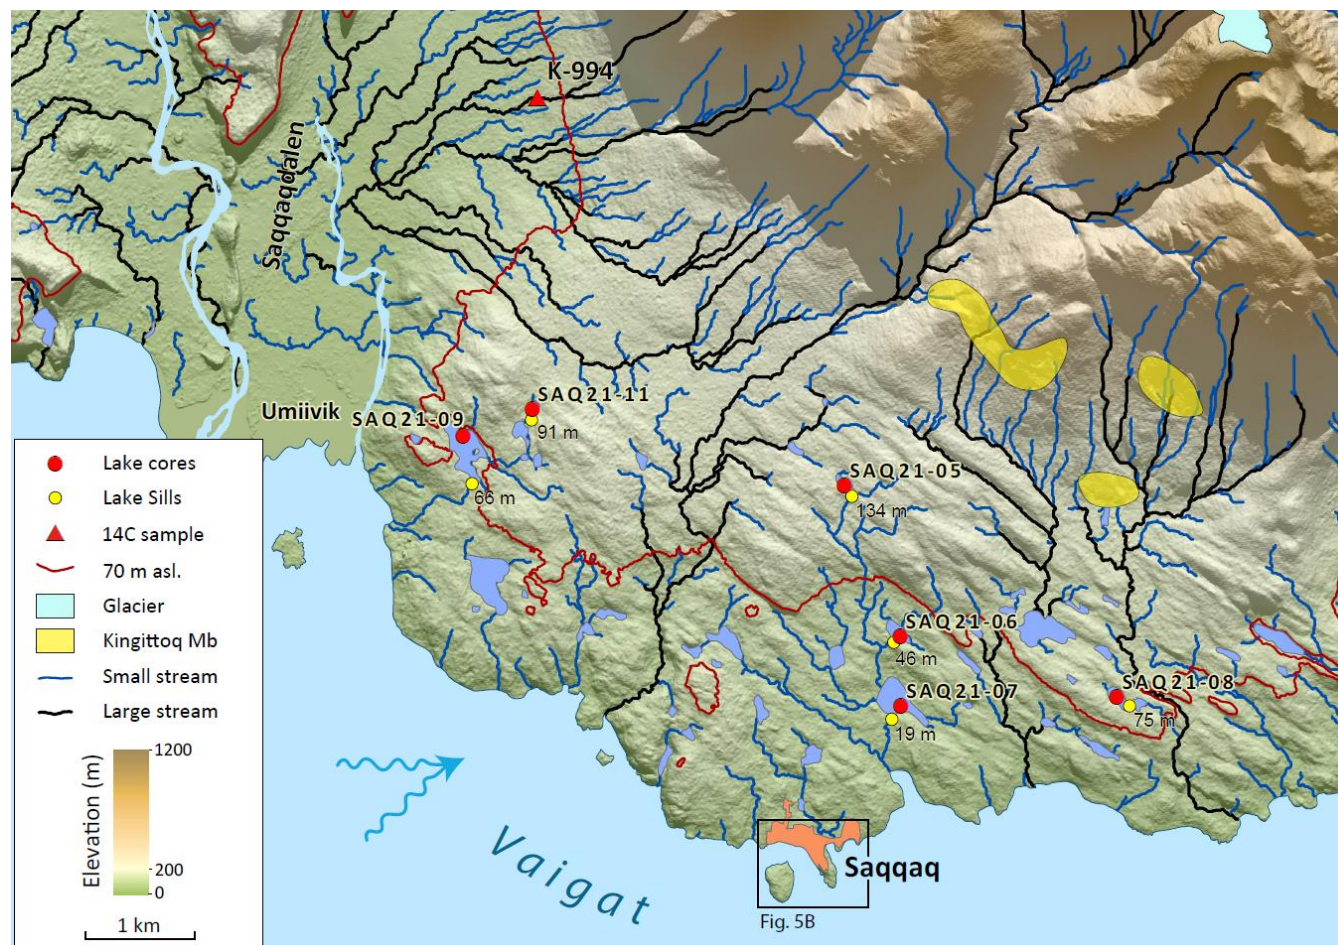 K-994
Saqqaqdalen
SAQ21-11
Umiivik
SAQ21-09
91 m
SAQ21-05
66 m
134 m
SAQ21-06
46 m
SAQ21-07
SAQ21-08
19 m
75 m
Vaigat
Saqqaq
Fig. 5B
Lake cores
Lake Sills
14C sample
70 m asl.
Glacier
Kingittoq Mb
Small stream
Large stream
Elevation (m)
1200
200
0
1 km